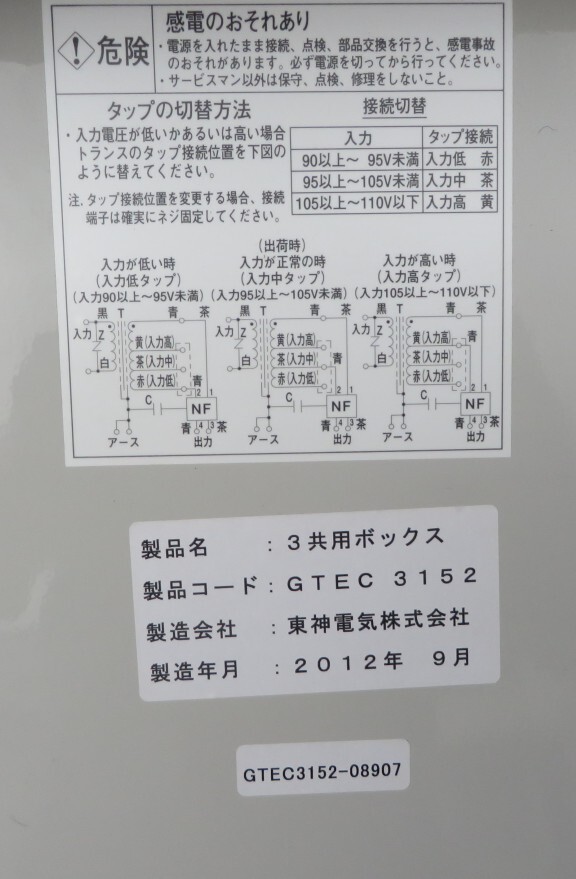 危険
感電のおそれあり
・電源を入れたまま接続、点検、部品交換を行うと、感電事故
のおそれがあります。必ず電源を切ってから行ってください。
・サービスマン以外は保守、点検、修理をしないこと。
タップの切替方法
・入力電圧が低いかあるいは高い場合
トランスのタップ接続位置を下図の
ように替えてください。
注.タップ接続位置を変更する場合、接続
端子は確実にネジ固定してください。
接続切替
入力 タップ接続
90以上～ 95V未満 入力低 赤
95以上～105V未満 入力中 茶
105以上～110V以下 入力高 黄
入力が低い時
(入力低タップ)
(入力90以上～95V未満)
黒 T 青 茶
入力 Z
黄(入力高)
茶(入力中)
白
赤(入力低)
青
2 1
C
NF
4 3
青 茶
アース 出力
(出荷時)
入力が正常の時
(入力中タップ)
(入力95以上～105V未満)
黒 T 青 茶
入力 Z
黄(入力高)
茶(入力中)
青
白
赤(入力低)
2 1
C
NF
4 3
青 茶
アース 出力
入力が高い時
(入力高タップ)
(入力105以上～110V以下)
黒 T 青 茶
入力 Z
黄(入力高)
青
茶(入力中)
白
赤(入力低)
2 1
C
NF
4 3
青 茶
アース 出力
製品名 : 3共用ボックス
製品コード : GTEC 3152
製造会社 : 東神電気株式会社
製造年月 : 2012年 9月
GTEC3152-08907